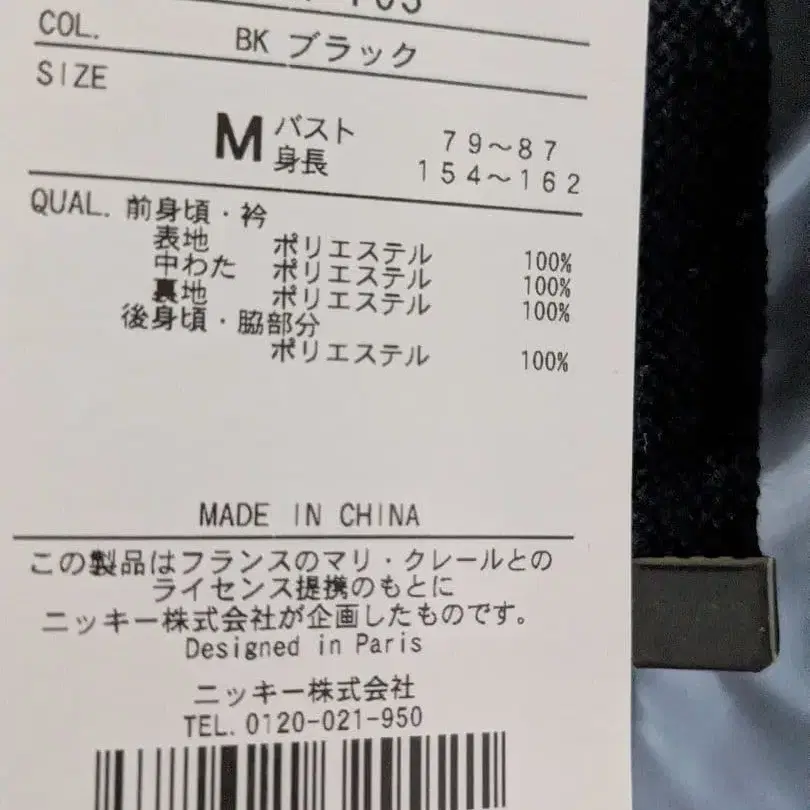 COL. BK ブラック
SIZE
M バスト 79〜87
身長 154〜162
QUAL. 前身頃・衿
表地 ポリエステル 100%
中わた ポリエステル 100%
裏地 ポリエステル 100%
後身頃・脇部分
ポリエステル 100%
MADE IN CHINA
この製品はフランスのマリ・クレールとの
ライセンス提携のもとに
ニッキー株式会社が企画したものです。
Designed in Paris
ニッキー株式会社
TEL. 0120-021-950